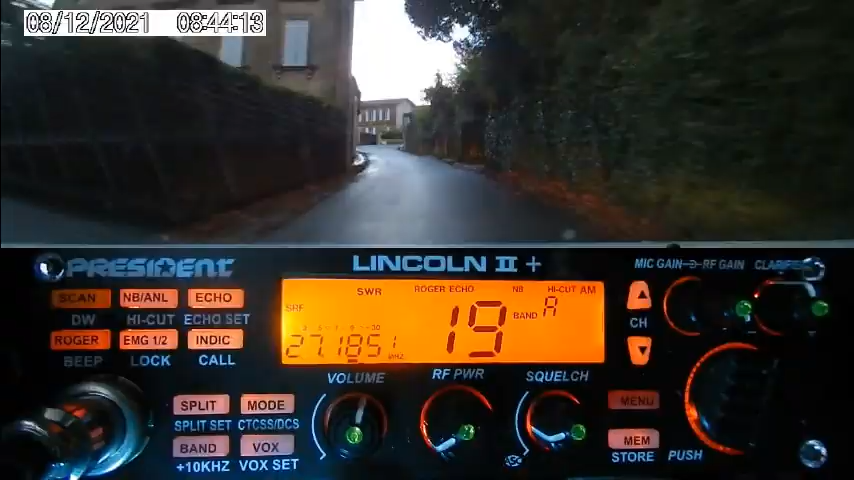 08/12/2021 08:44:13
PRESIDENT LINCOLN II + MIC GAIN RF GAIN CLARIFIER
SCAN NB/ANL ECHO
DW HI-CUT ECHO SET
ROGER EMG 1/2 INDIC
BEEP LOCK CALL
SWR ROGER ECHO NB HI-CUT AM
SRF
19 BAND A
27.1851 MHZ
CH
VOLUME RF PWR SQUELCH
SPLIT MODE MENU
SPLIT SET CTCSS/DCS
BAND VOX MEM
+10KHZ VOX SET STORE PUSH